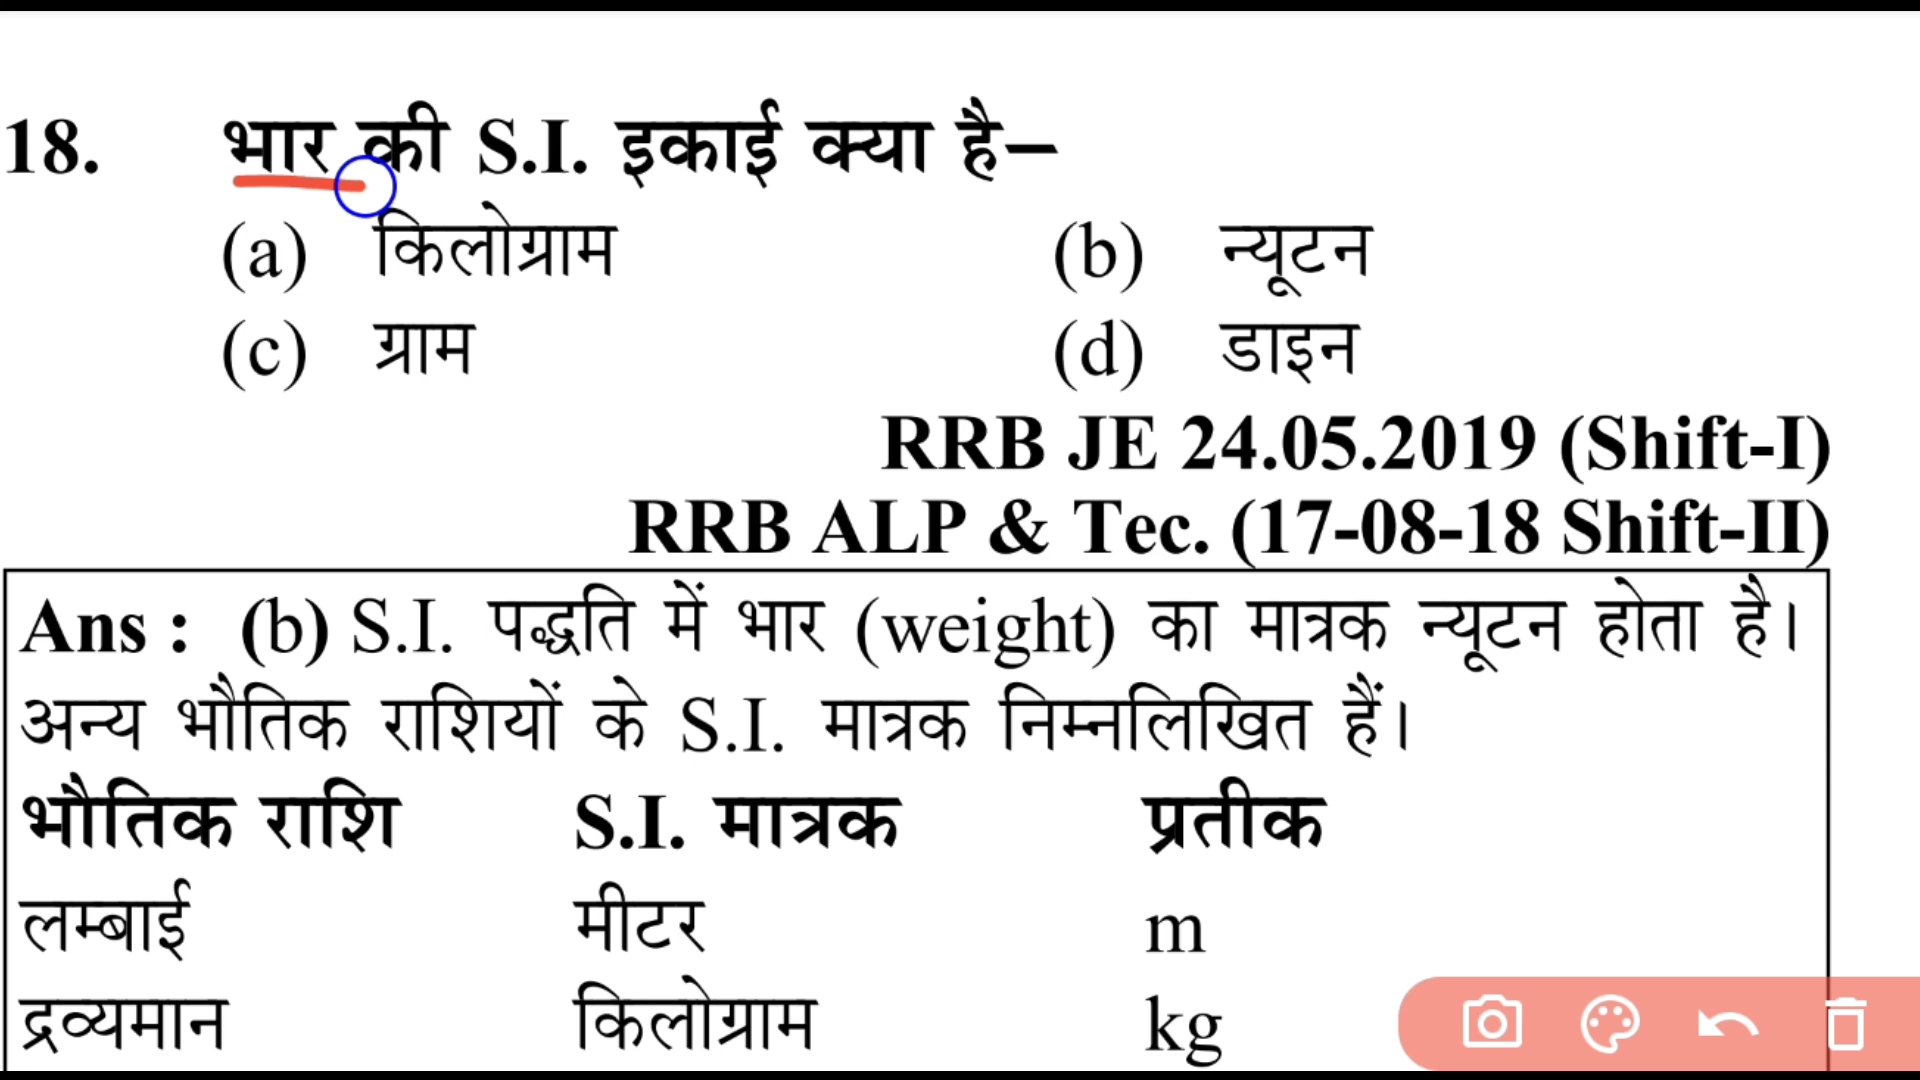 18. भार की S.I. इकाई क्या है–
(a) किलोग्राम (b) न्यूटन
(c) ग्राम (d) डाइन
RRB JE 24.05.2019 (Shift-I)
RRB ALP & Tec. (17-08-18 Shift-II)
Ans : (b) S.I. पद्धति में भार (weight) का मात्रक न्यूटन होता है।
अन्य भौतिक राशियों के S.I. मात्रक निम्नलिखित हैं।
भौतिक राशि S.I. मात्रक प्रतीक
लम्बाई मीटर m
द्रव्यमान किलोग्राम kg